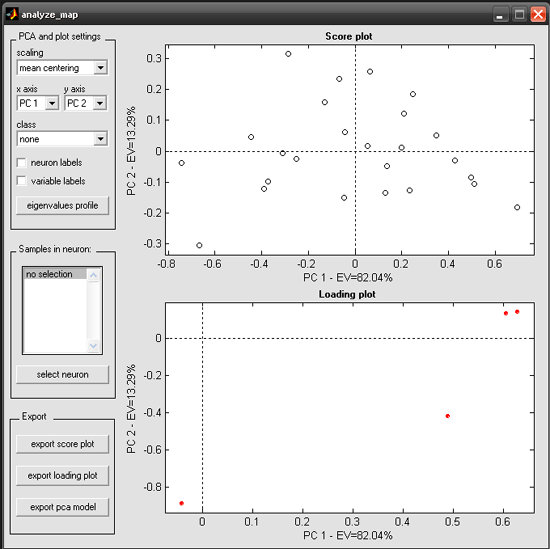 analyze_map
PCA and plot settings
scaling
mean centering
x axis y axis
PC 1 PC 2
class
none
neuron labels
variable labels
eigenvalues profile
Samples in neuron:
no selection
select neuron
Export
export score plot
export loading plot
export pca model
Score plot
PC 2 - EV=13.29%
0.3
0.2
0.1
0
-0.1
-0.2
-0.3
-0.8 -0.6 -0.4 -0.2 0 0.2 0.4 0.6
PC 1 - EV=82.04%
Loading plot
PC 2 - EV=13.29%
0
-0.2
-0.4
-0.6
-0.8
0 0.1 0.2 0.3 0.4 0.5 0.6
PC 1 - EV=82.04%